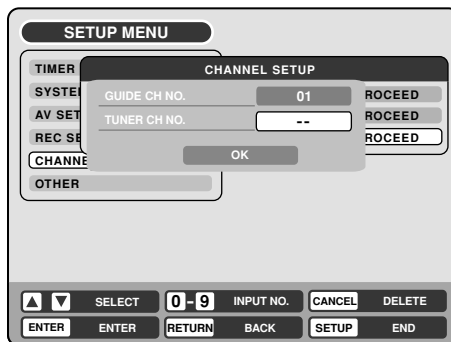 SETUP MENU
TIMER
CHANNEL SETUP
SYSTE
GUIDE CH NO. 01
ROCEED
AV SET
TUNER CH NO. --
ROCEED
REC SE
ROCEED
CHANNE
OK
OTHER
▲ ▼ SELECT 0-9 INPUT NO. CANCEL DELETE
ENTER ENTER RETURN BACK SETUP END